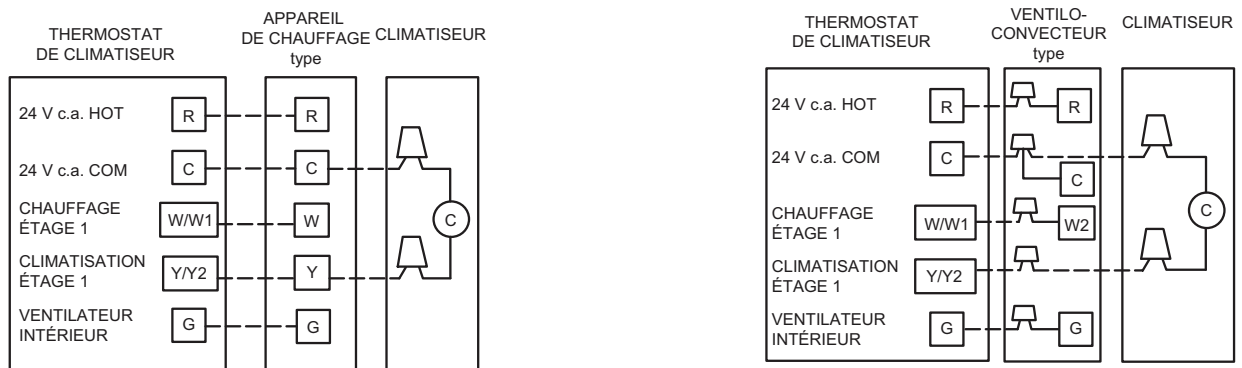 THERMOSTAT
DE CLIMATISEUR
APPAREIL
DE CHAUFFAGE
type
CLIMATISEUR
24 V c.a. HOT
R
R
24 V c.a. COM
C
C
CHAUFFAGE
ÉTAGE 1
W/W1
W
C
CLIMATISATION
ÉTAGE 1
Y/Y2
Y
VENTILATEUR
INTÉRIEUR
G
G
THERMOSTAT
DE CLIMATISEUR
VENTILO-
CONVECTEUR
type
CLIMATISEUR
24 V c.a. HOT
R
R
24 V c.a. COM
C
C
CHAUFFAGE
ÉTAGE 1
W/W1
W2
C
CLIMATISATION
ÉTAGE 1
Y/Y2
VENTILATEUR
INTÉRIEUR
G
G